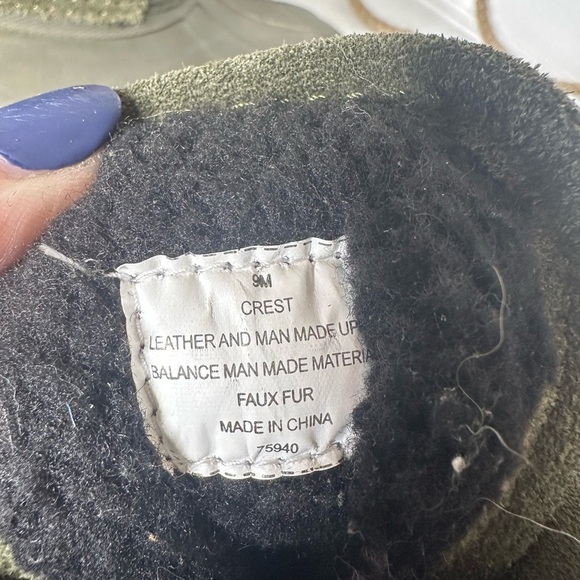 9M
CREST
LEATHER AND MAN MADE UP
BALANCE MAN MADE MATERIA
FAUX FUR
MADE IN CHINA
75940